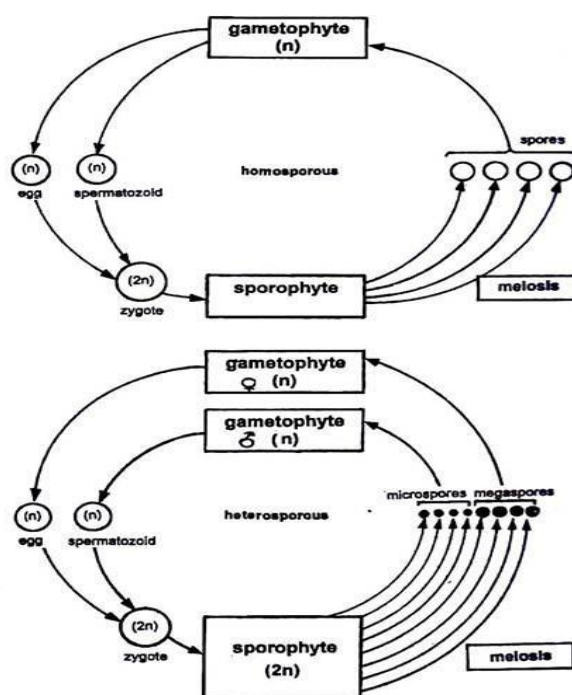 gametophyte
(n)
spores
(n)
(n)
homosporous
egg
spermatozoid
(2n)
sporophyte
zygote
meiosis
gametophyte
♀ (n)
gametophyte
♂ (n)
microspores megaspores
(n)
(n)
heterosporous
egg
spermatozoid
(2n)
sporophyte
(2n)
zygote
meiosis